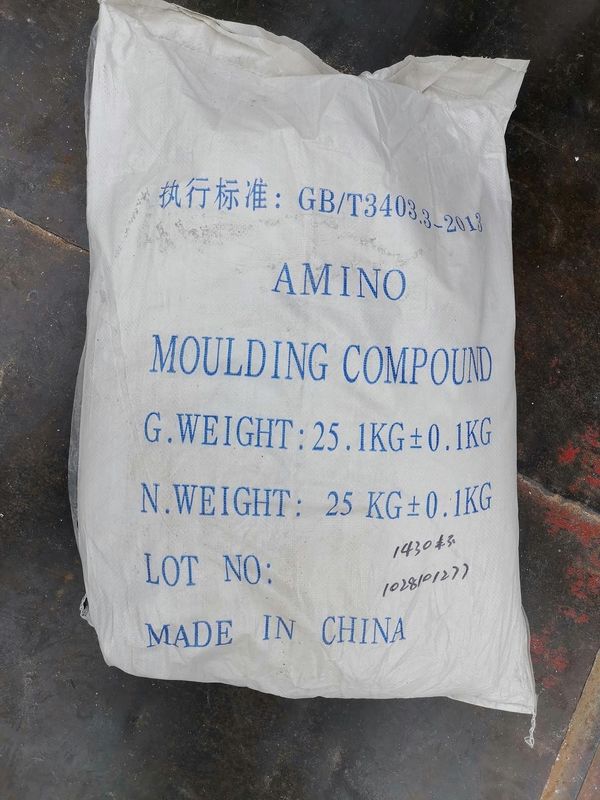 执行标准: GB/T3403.3-2013
AMINO
MOULDING COMPOUND
G.WEIGHT:25.1KG±0.1KG
N.WEIGHT: 25 KG±0.1KG
1430
LOT NO:
1028101277
MADE IN CHINA